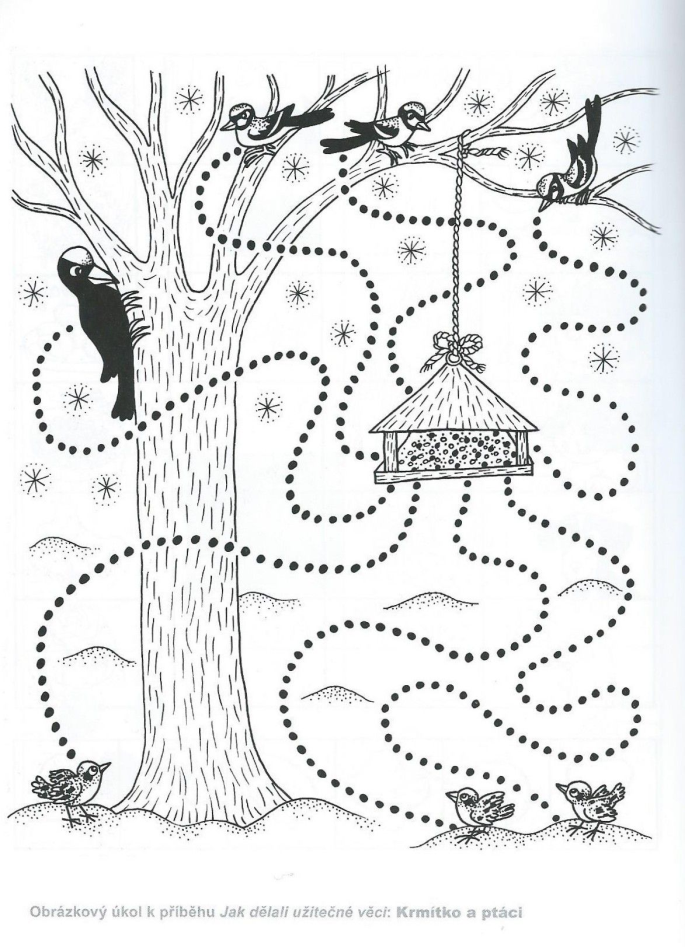 Obrázkový úkol k příběhu Jak dělali užitečné věci: Krmítko a ptáci